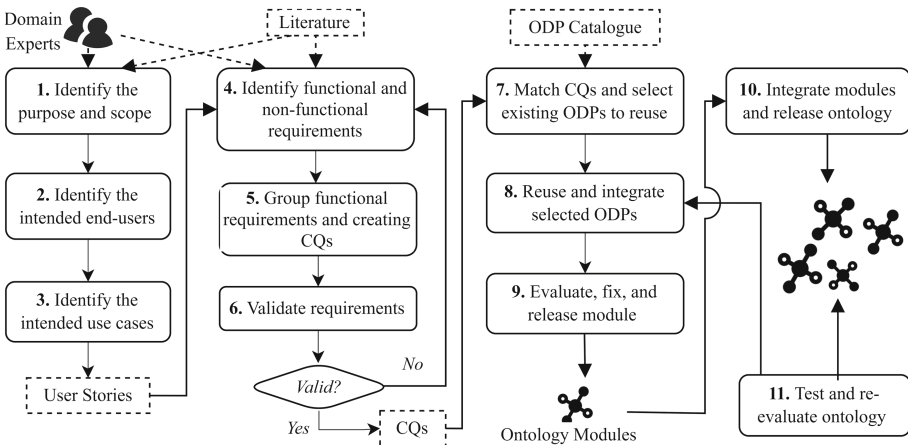 Domain
Experts
1. Identify the
purpose and scope
2. Identify the
intended end-users
3. Identify the
intended use cases
User Stories
Literature
4. Identify functional and
non-functional
requirements
5. Group functional
requirements and creating
CQs
6. Validate requirements
Valid?
No
Yes
CQs
ODP Catalogue
7. Match CQs and select
existing ODPs to reuse
8. Reuse and integrate
selected ODPs
9. Evaluate, fix, and
release module
Ontology Modules
10. Integrate modules
and release ontology
11. Test and re-
evaluate ontology